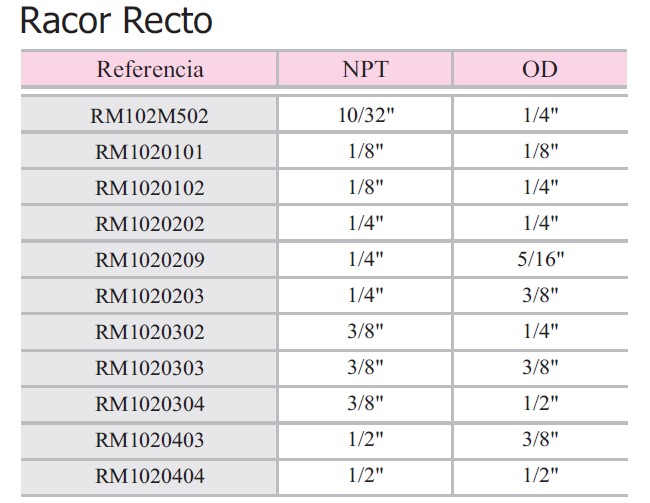 Racor Recto
Referencia NPT OD
RM102M502 10/32" 1/4"
RM1020101 1/8" 1/8"
RM1020102 1/8" 1/4"
RM1020202 1/4" 1/4"
RM1020209 1/4" 5/16"
RM1020203 1/4" 3/8"
RM1020302 3/8" 1/4"
RM1020303 3/8" 3/8"
RM1020304 3/8" 1/2"
RM1020403 1/2" 3/8"
RM1020404 1/2" 1/2"